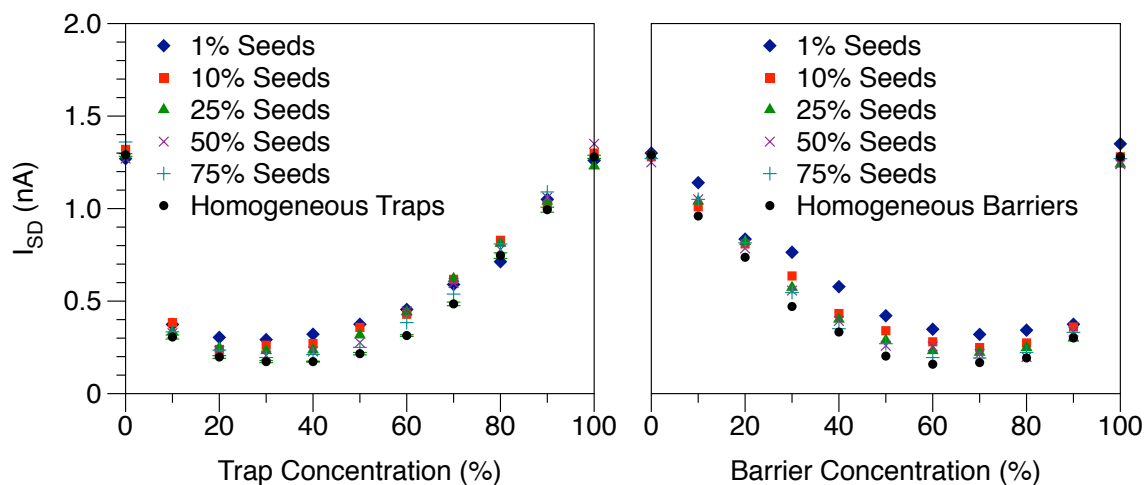 2.0
1.5
1.0
0.5
0
I_SD (nA)
1% Seeds
10% Seeds
25% Seeds
50% Seeds
75% Seeds
Homogeneous Traps
0 20 40 60 80 100
Trap Concentration (%)
1% Seeds
10% Seeds
25% Seeds
50% Seeds
75% Seeds
Homogeneous Barriers
0 20 40 60 80 100
Barrier Concentration (%)